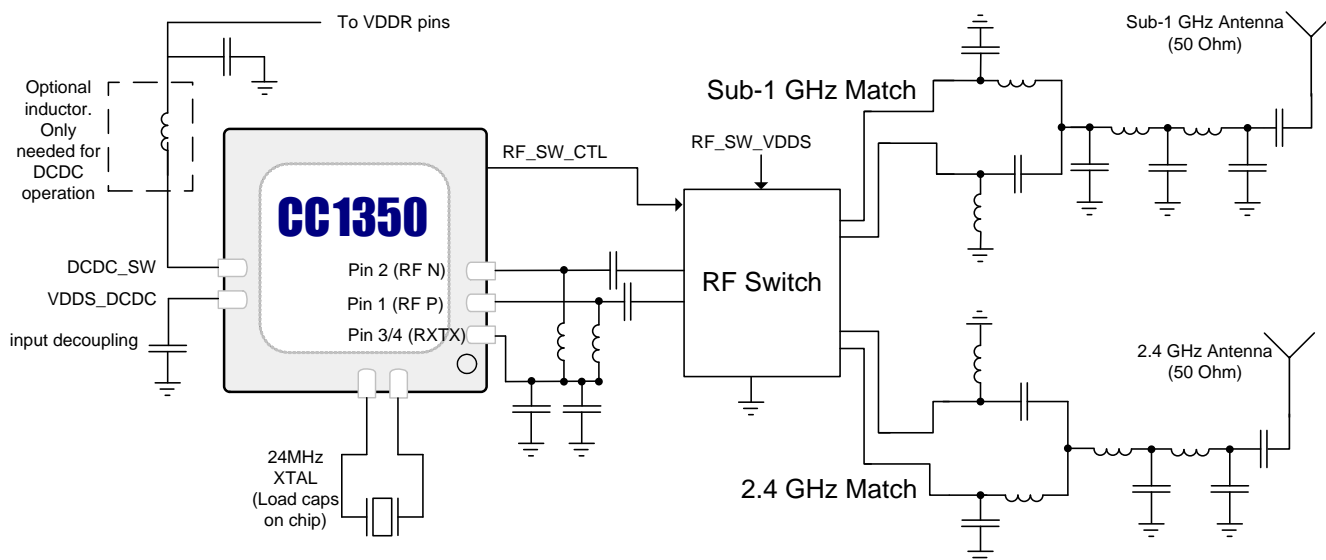 To VDDR pins
Optional
inductor.
Only
needed for
DCDC
operation
DCDC_SW
VDDS_DCDC
input decoupling
CC1350
Pin 2 (RF N)
Pin 1 (RF P)
Pin 3/4 (RXTX)
24MHz
XTAL
(Load caps
on chip)
RF_SW_CTL
RF_SW_VDDS
RF Switch
Sub-1 GHz Match
Sub-1 GHz Antenna
(50 Ohm)
2.4 GHz Match
2.4 GHz Antenna
(50 Ohm)